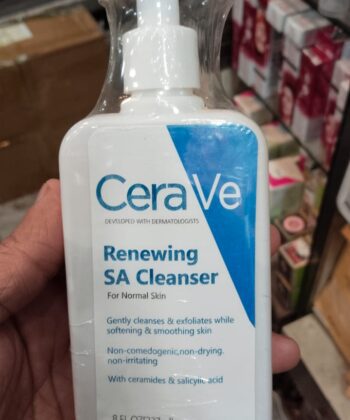 CeraVe
DEVELOPED WITH DERMATOLOGISTS
Renewing
SA Cleanser
For Normal Skin
Gently cleanses & exfoliates while
softening & smoothing skin
Non-comedogenic,non-drying.
non-irritating
With ceramides & salicylic acid